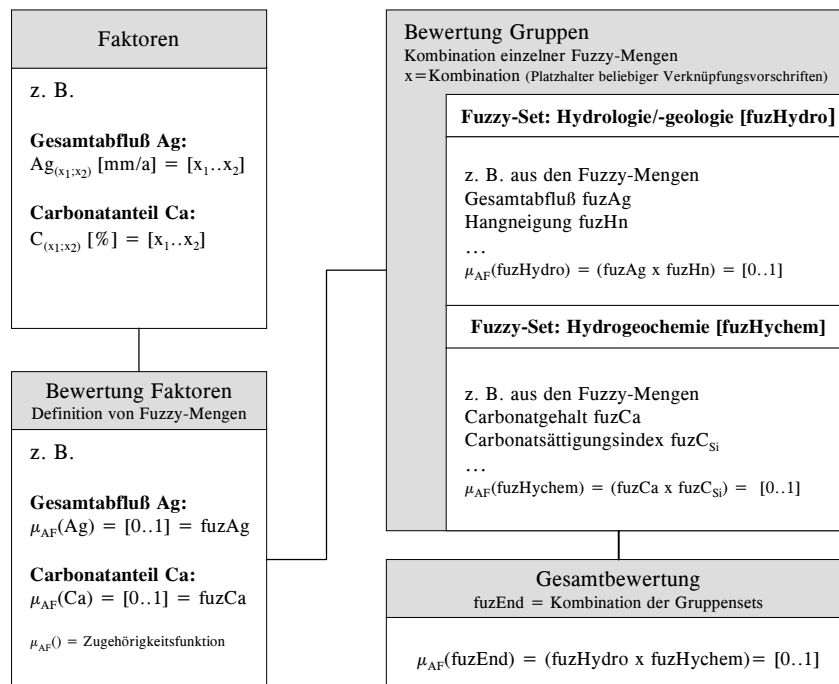 Faktoren
z. B.
Gesamtabfluß Ag:
Ag(x₁;x₂) [mm/a] = [x₁..x₂]
Carbonatanteil Ca:
C(x₁;x₂) [%] = [x₁..x₂]
Bewertung Faktoren
Definition von Fuzzy-Mengen
z. B.
Gesamtabfluß Ag:
μAF(Ag) = [0..1] = fuzAg
Carbonatanteil Ca:
μAF(Ca) = [0..1] = fuzCa
μAF() = Zugehörigkeitsfunktion
Bewertung Gruppen
Kombination einzelner Fuzzy-Mengen
x=Kombination (Platzhalter beliebiger Verknüpfungsvorschriften)
Fuzzy-Set: Hydrologie/-geologie [fuzHydro]
z. B. aus den Fuzzy-Mengen
Gesamtabfluß fuzAg
Hangneigung fuzHn
...
μAF(fuzHydro) = (fuzAg x fuzHn) = [0..1]
Fuzzy-Set: Hydrogeochemie [fuzHychem]
z. B. aus den Fuzzy-Mengen
Carbonatgehalt fuzCa
Carbonatsättigungsindex fuzCSi
...
μAF(fuzHychem) = (fuzCa x fuzCSi) = [0..1]
Gesamtbewertung
fuzEnd = Kombination der Gruppensets
μAF(fuzEnd) = (fuzHydro x fuzHychem)= [0..1]